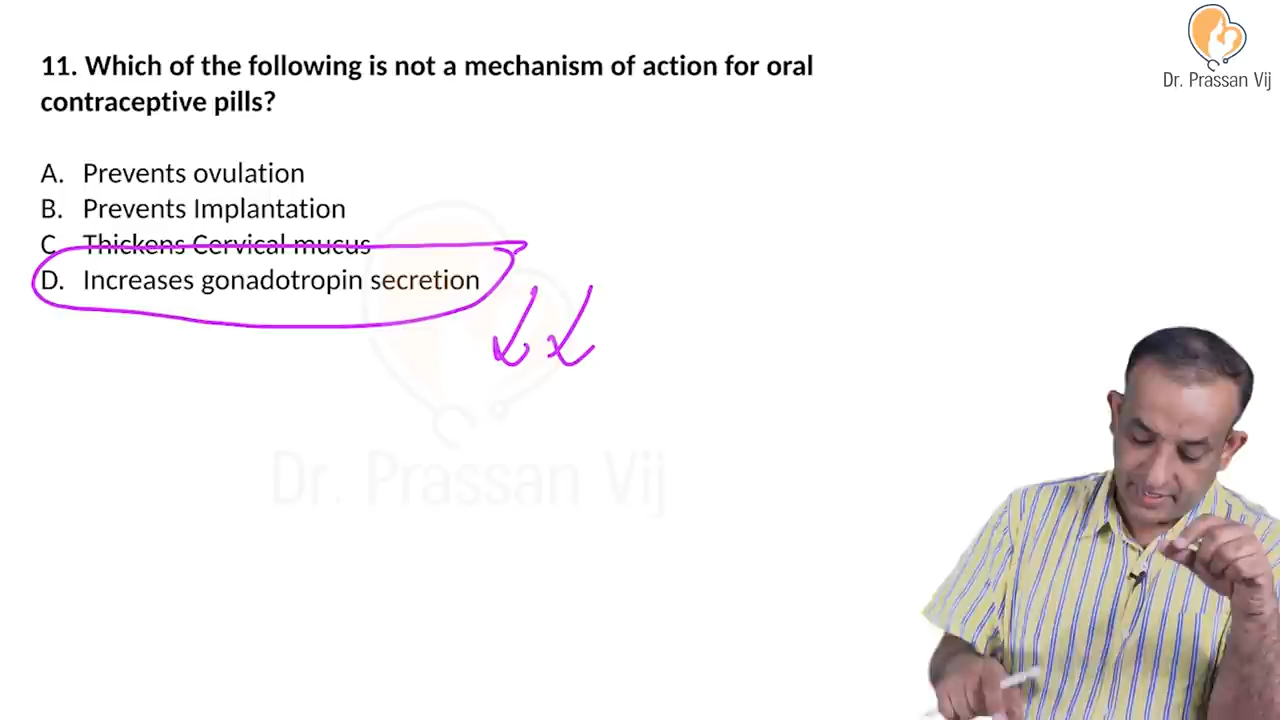 Dr. Prassan Vij
11. Which of the following is not a mechanism of action for oral
contraceptive pills?
A. Prevents ovulation
B. Prevents Implantation
C. Thickens Cervical mucus
D. Increases gonadotropin secretion
Dr. Prassan Vij